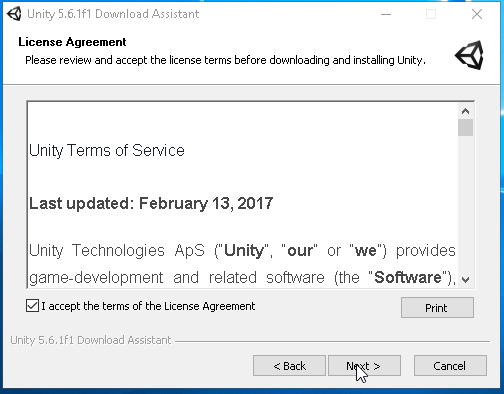 Unity 5.6.1f1 Download Assistant
License Agreement
Please review and accept the license terms before downloading and installing Unity.
Unity Terms of Service
Last updated: February 13, 2017
Unity Technologies ApS ("Unity", "our" or "we") provides
game-development and related software (the "Software"),
I accept the terms of the License Agreement
Print
Unity 5.6.1f1 Download Assistant
< Back
Next >
Cancel